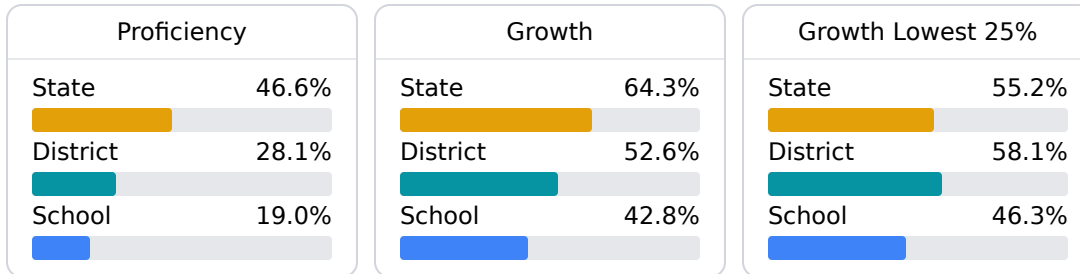 Proficiency
State 46.6%
District 28.1%
School 19.0%
Growth
State 64.3%
District 52.6%
School 42.8%
Growth Lowest 25%
State 55.2%
District 58.1%
School 46.3%